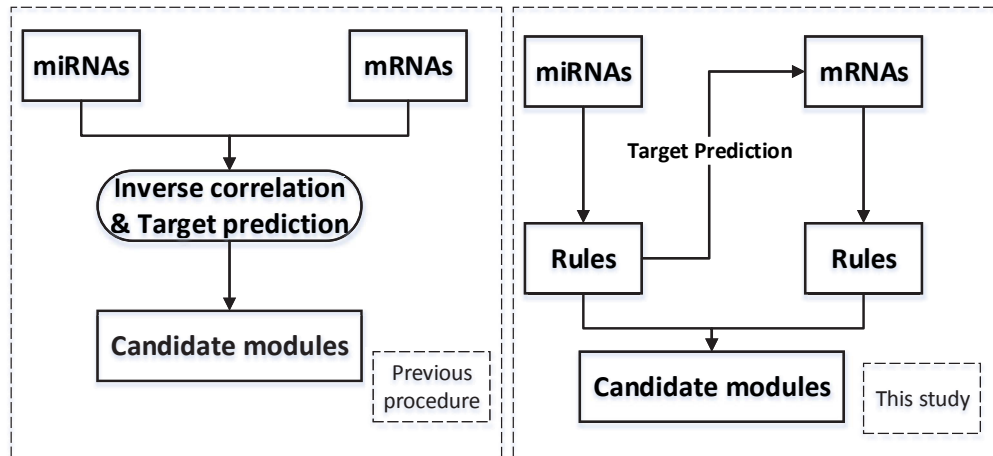 miRNAs
mRNAs
Inverse correlation
& Target prediction
Candidate modules
Previous
procedure
miRNAs
mRNAs
Target Prediction
Rules
Rules
Candidate modules
This study